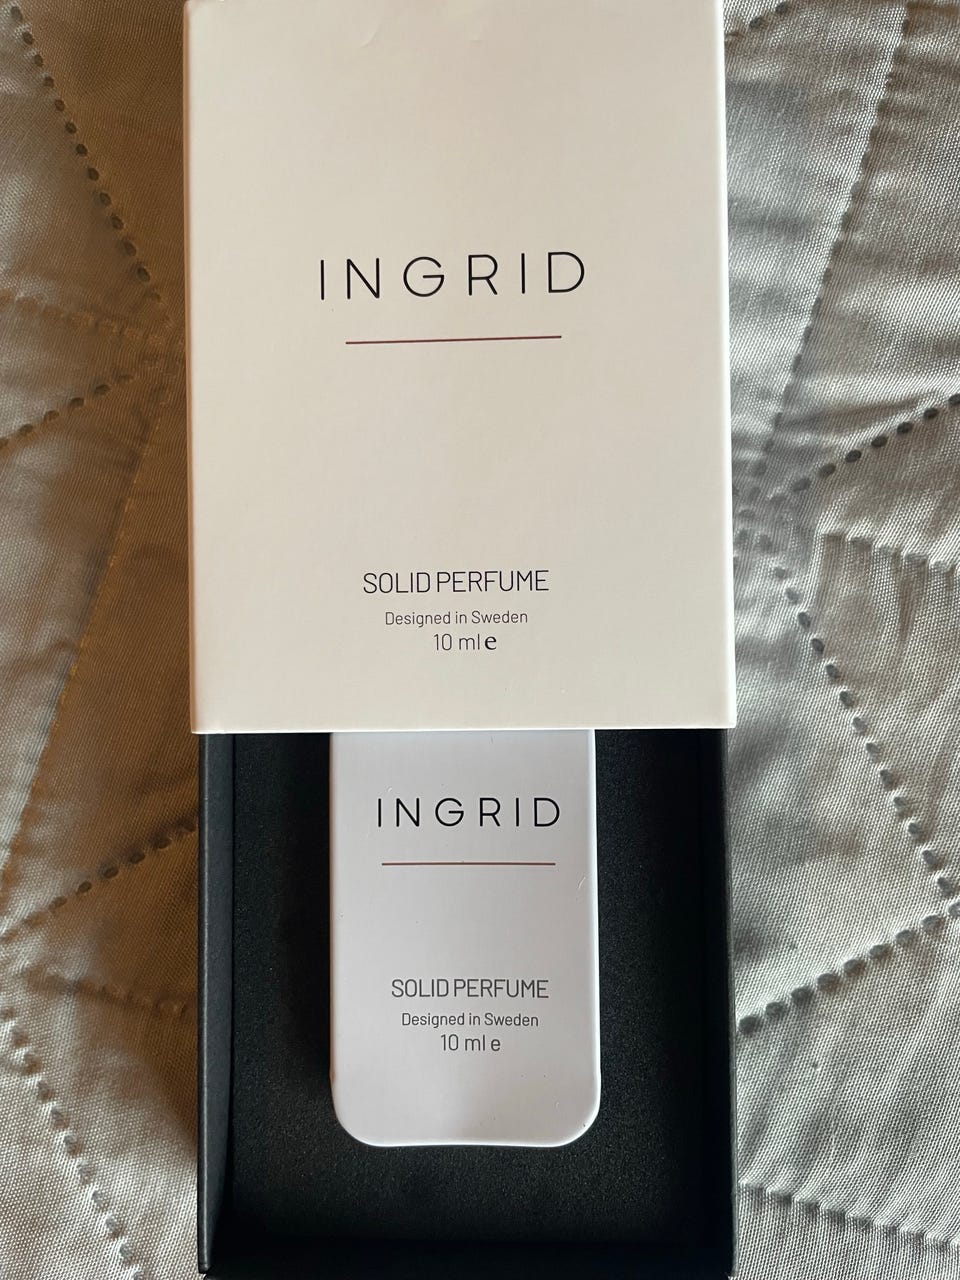 INGRID
SOLID PERFUME
Designed in Sweden
10 ml ℮
INGRID
SOLID PERFUME
Designed in Sweden
10 ml e